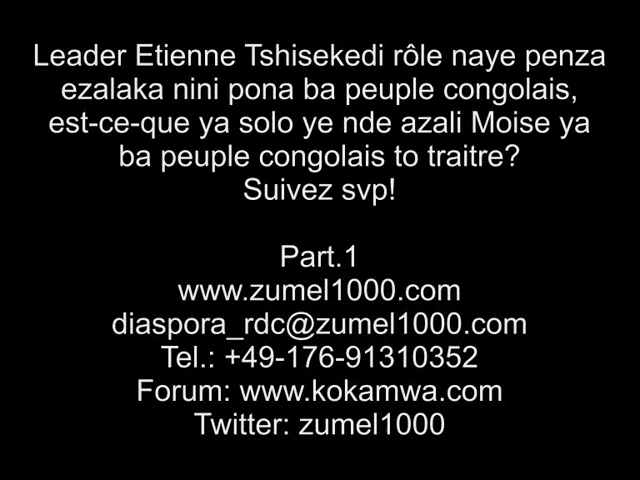 Leader Etienne Tshisekedi rôle naye penza
ezalaka nini pona ba peuple congolais,
est-ce-que ya solo ye nde azali Moise ya
ba peuple congolais to traitre?
Suivez svp!
Part.1
www.zumel1000.com
diaspora_rdc@zumel1000.com
Tel.: +49-176-91310352
Forum: www.kokamwa.com
Twitter: zumel1000